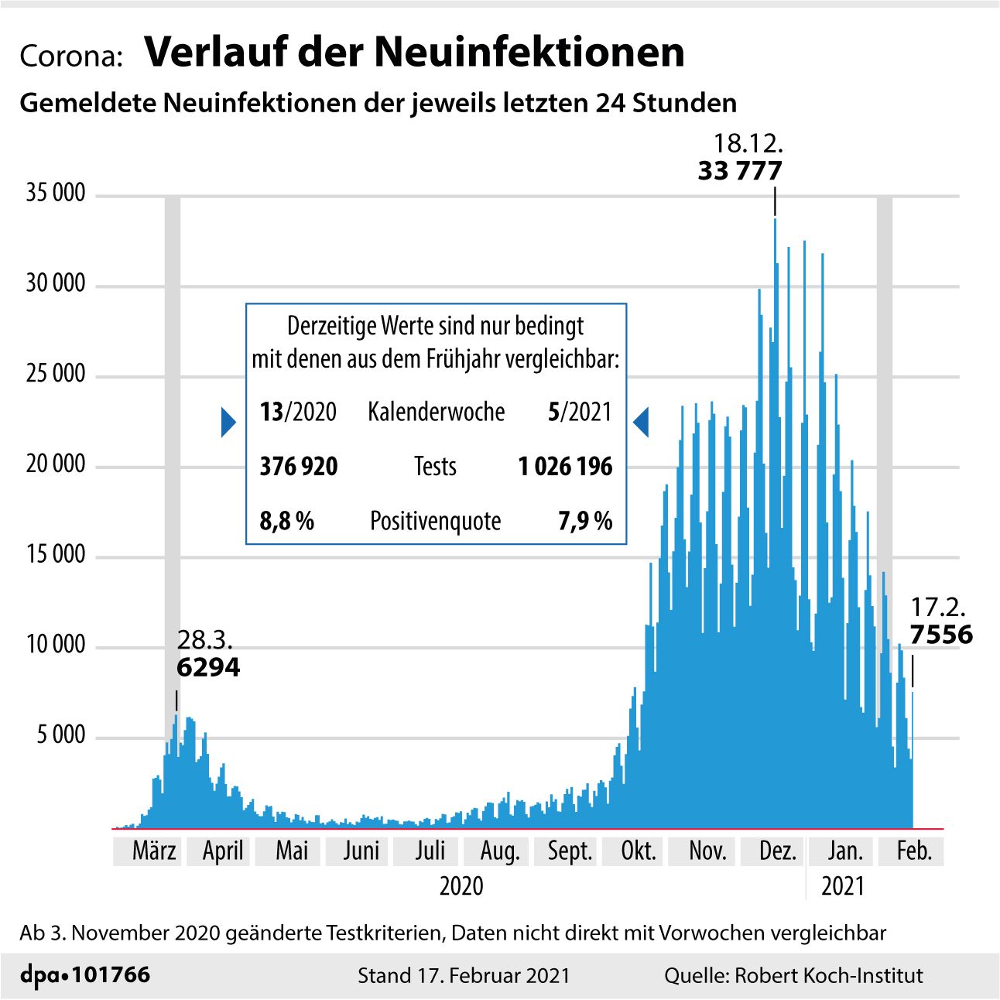 Corona: Verlauf der Neuinfektionen
Gemeldete Neuinfektionen der jeweils letzten 24 Stunden
18.12.
33 777
35 000
30 000
25 000
20 000
15 000
10 000
5 000
Derzeitige Werte sind nur bedingt
mit denen aus dem Frühjahr vergleichbar:
13/2020 Kalenderwoche 5/2021
376 920 Tests 1 026 196
8,8 % Positivenquote 7,9 %
28.3.
6294
17.2.
7556
März April Mai Juni Juli Aug. Sept. Okt. Nov. Dez. Jan. Feb.
2020 2021
Ab 3. November 2020 geänderte Testkriterien, Daten nicht direkt mit Vorwochen vergleichbar
dpa•101766 Stand 17. Februar 2021 Quelle: Robert Koch-Institut